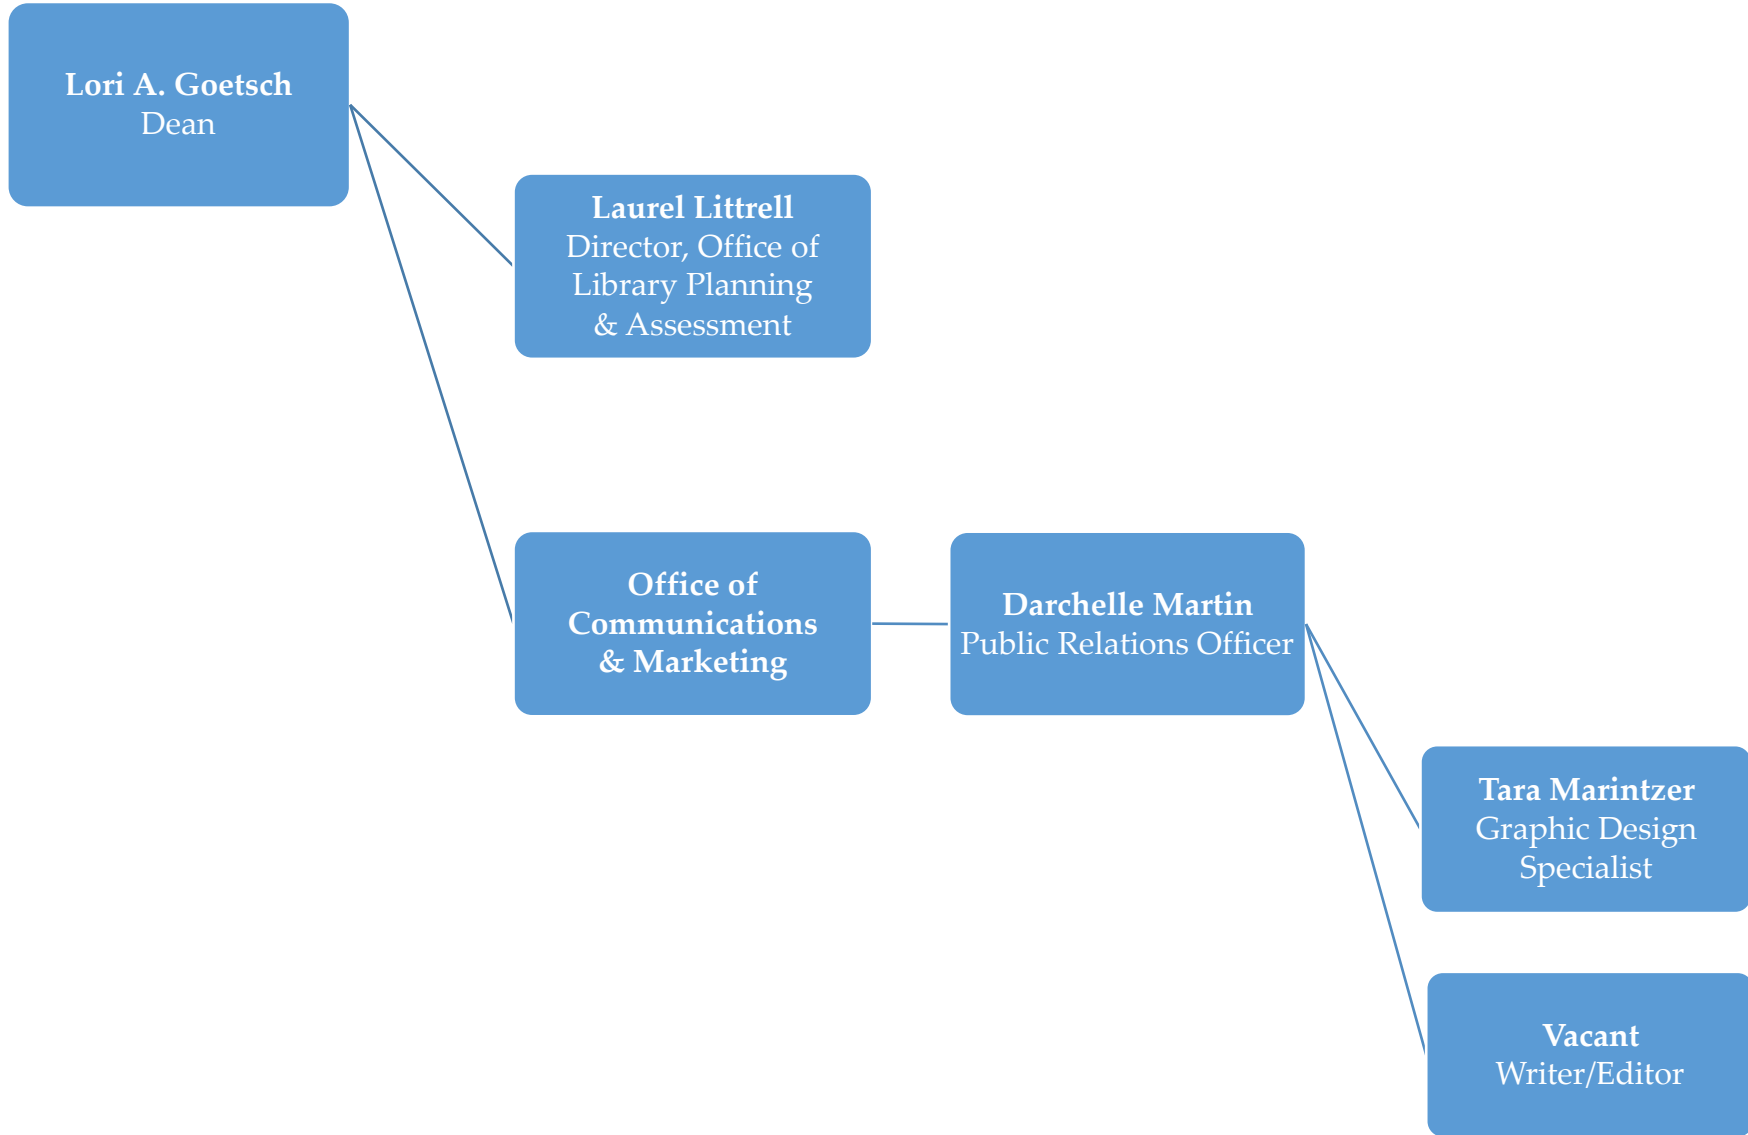 Lori A. Goetsch
Dean
Laurel Littrell
Director, Office of
Library Planning
& Assessment
Office of
Communications
& Marketing
Darchelle Martin
Public Relations Officer
Tara Marintzer
Graphic Design
Specialist
Vacant
Writer/Editor